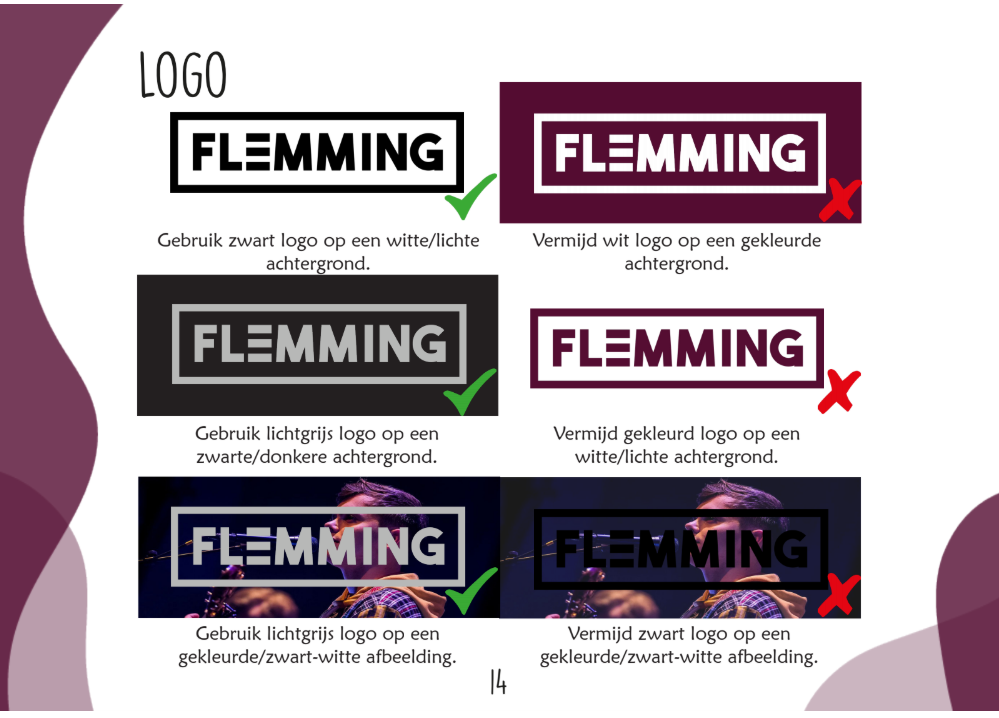 LOGO
FLEMMING
Gebruik zwart logo op een witte/lichte
achtergrond.
FLEMMING
Vermijd wit logo op een gekleurde
achtergrond.
FLEMMING
Gebruik lichtgrijs logo op een
zwarte/donkere achtergrond.
FLEMMING
Vermijd gekleurd logo op een
witte/lichte achtergrond.
FLEMMING
Gebruik lichtgrijs logo op een
gekleurde/zwart-witte afbeelding.
FLEMMING
Vermijd zwart logo op een
gekleurde/zwart-witte afbeelding.
14